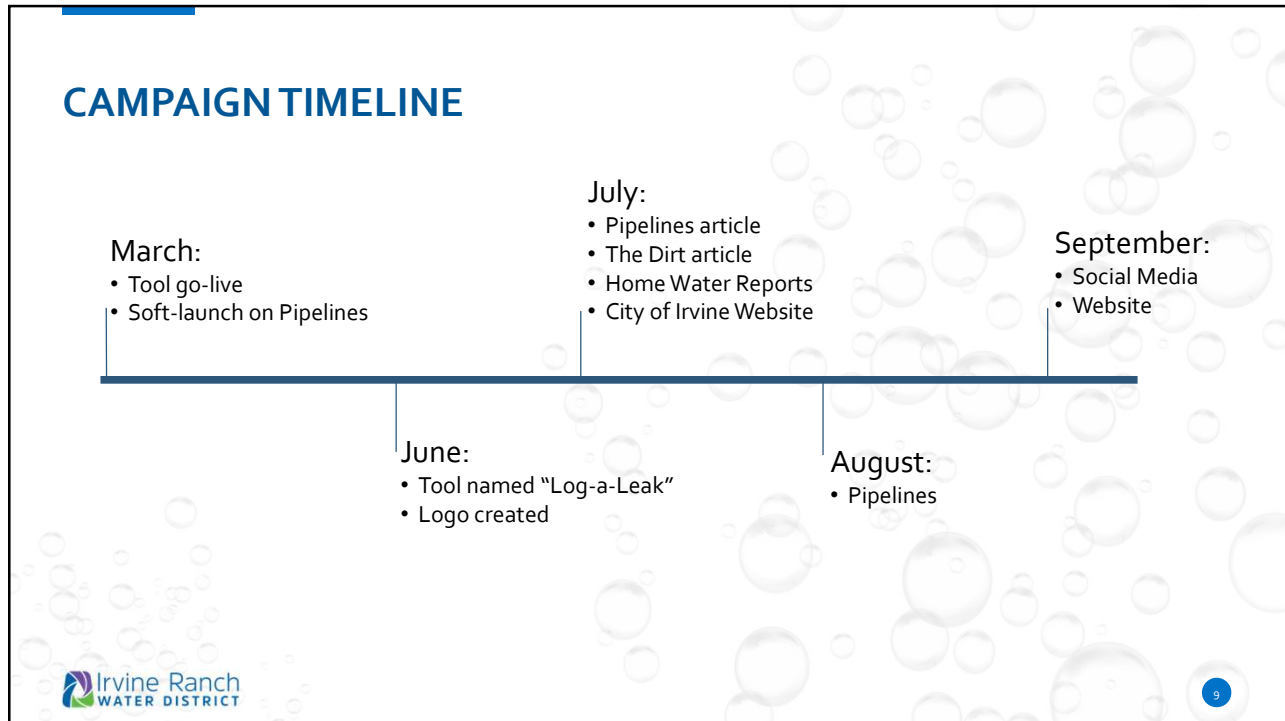 CAMPAIGN TIMELINE
March:
• Tool go-live
• Soft-launch on Pipelines
June:
• Tool named “Log-a-Leak”
• Logo created
July:
• Pipelines article
• The Dirt article
• Home Water Reports
• City of Irvine Website
August:
• Pipelines
September:
• Social Media
• Website
Irvine Ranch
WATER DISTRICT
9